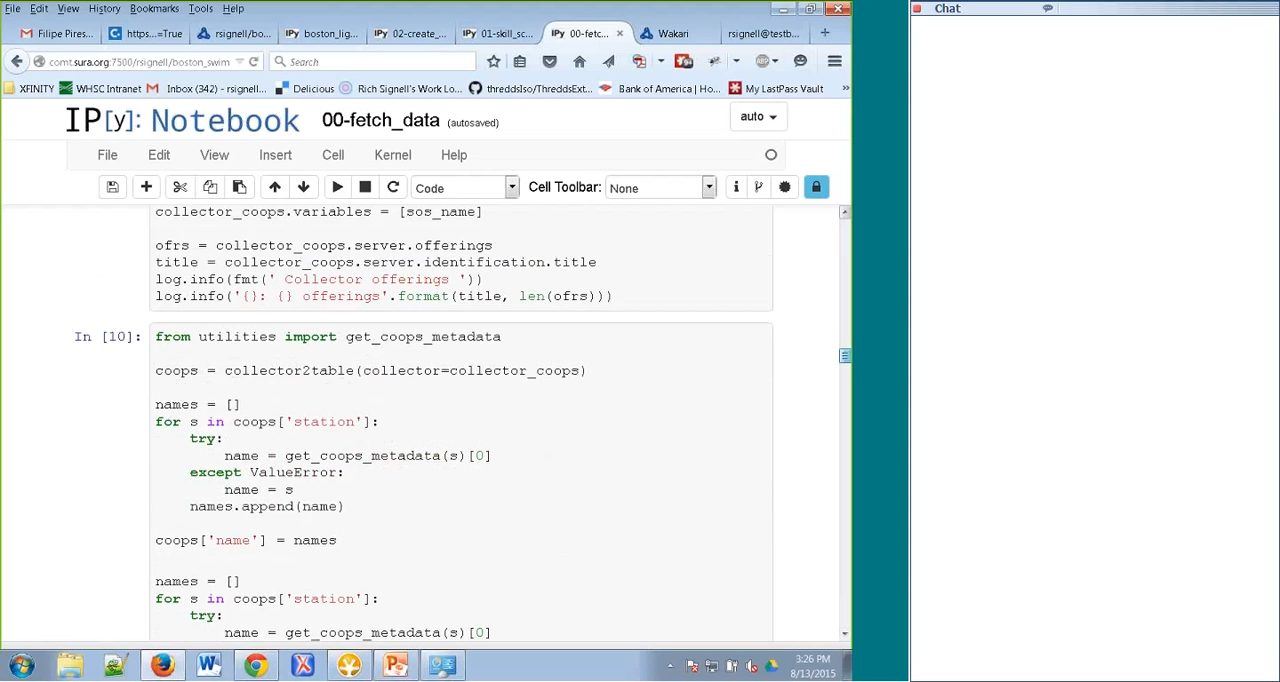 File Edit View History Bookmarks Tools Help
Chat
Filipe Pires...
https...=True
rsignell/bo...
IPy boston_lig...
IPy 02-create_...
IPy 01-skill_sc...
IPy 00-fetc...
Wakari
rsignell@testb...
comt.sura.org:7500/rsignell/boston_swim
Search
ABP
XFINITY
WHSC Intranet
Inbox (342) - rsignell...
Delicious
Rich Signell's Work Lo...
threddsIso/ThreddsExt...
Bank of America | Ho...
My LastPass Vault
IP[y]: Notebook 00-fetch_data (autosaved)
auto
File Edit View Insert Cell Kernel Help
Code Cell Toolbar: None
collector_coops.variables = [sos_name]
ofrs = collector_coops.server.offerings
title = collector_coops.server.identification.title
log.info(fmt(' Collector offerings '))
log.info('{}: {} offerings'.format(title, len(ofrs)))
In [10]: from utilities import get_coops_metadata
coops = collector2table(collector=collector_coops)
names = []
for s in coops['station']:
try:
name = get_coops_metadata(s)[0]
except ValueError:
name = s
names.append(name)
coops['name'] = names
names = []
for s in coops['station']:
try:
name = get_coops_metadata(s)[0]
3:26 PM
8/13/2015